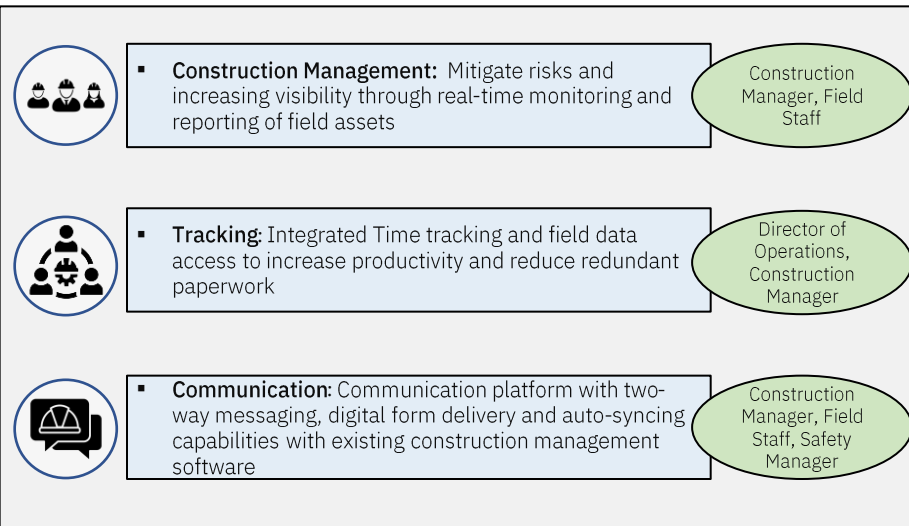 ▪ Construction Management: Mitigate risks and
increasing visibility through real-time monitoring and
reporting of field assets
Construction
Manager, Field
Staff
▪ Tracking: Integrated Time tracking and field data
access to increase productivity and reduce redundant
paperwork
Director of
Operations,
Construction
Manager
▪ Communication: Communication platform with two-
way messaging, digital form delivery and auto-syncing
capabilities with existing construction management
software
Construction
Manager, Field
Staff, Safety
Manager